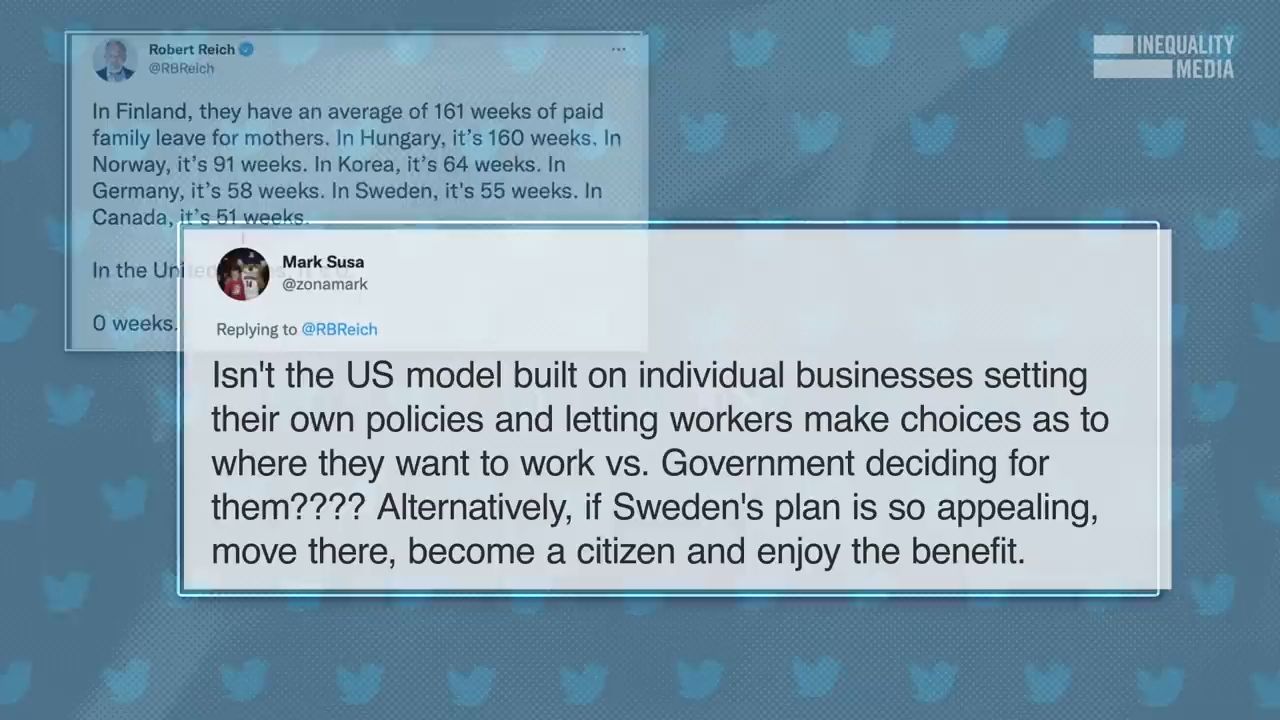 Robert Reich
@RBReich
In Finland, they have an average of 161 weeks of paid
family leave for mothers. In Hungary, it's 160 weeks. In
Norway, it's 91 weeks. In Korea, it's 64 weeks. In
Germany, it's 58 weeks. In Sweden, it's 55 weeks. In
Canada, it's 51 weeks.
In the United
0 weeks.
INEQUALITY
MEDIA
Mark Susa
@zonamark
Replying to @RBReich
Isn't the US model built on individual businesses setting
their own policies and letting workers make choices as to
where they want to work vs. Government deciding for
them???? Alternatively, if Sweden's plan is so appealing,
move there, become a citizen and enjoy the benefit.